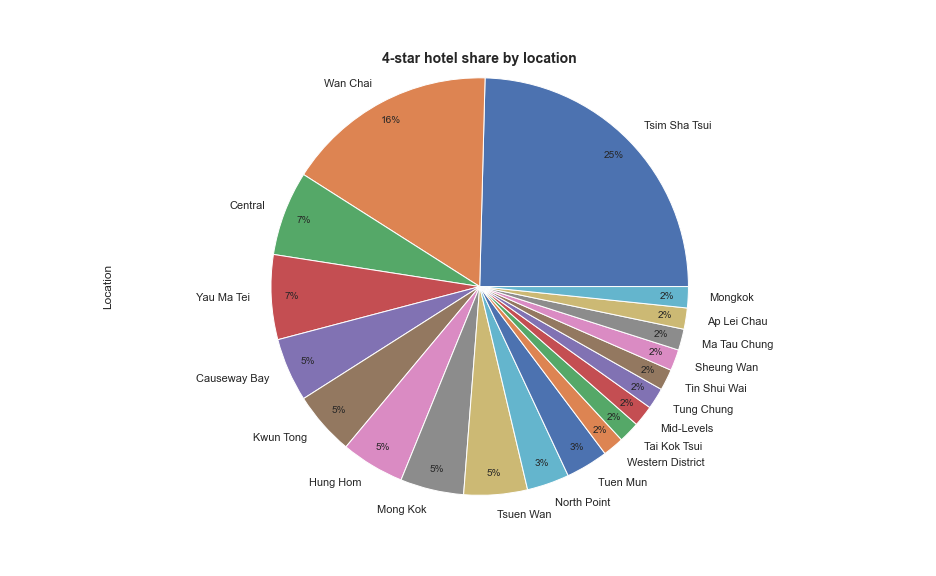 4-star hotel share by location
Wan Chai
Tsim Sha Tsui
16%
25%
Central
7%
Location
Yau Ma Tei
7%
2%
Mongkok
2%
Ap Lei Chau
2%
Ma Tau Chung
2%
Sheung Wan
Causeway Bay
5%
2%
Tin Shui Wai
2%
Tung Chung
2%
Mid-Levels
Kwun Tong
5%
2%
Tai Kok Tsui
2%
Western District
Hung Hom
5%
3%
Tuen Mun
Mong Kok
5%
5%
Tsuen Wan
3%
North Point